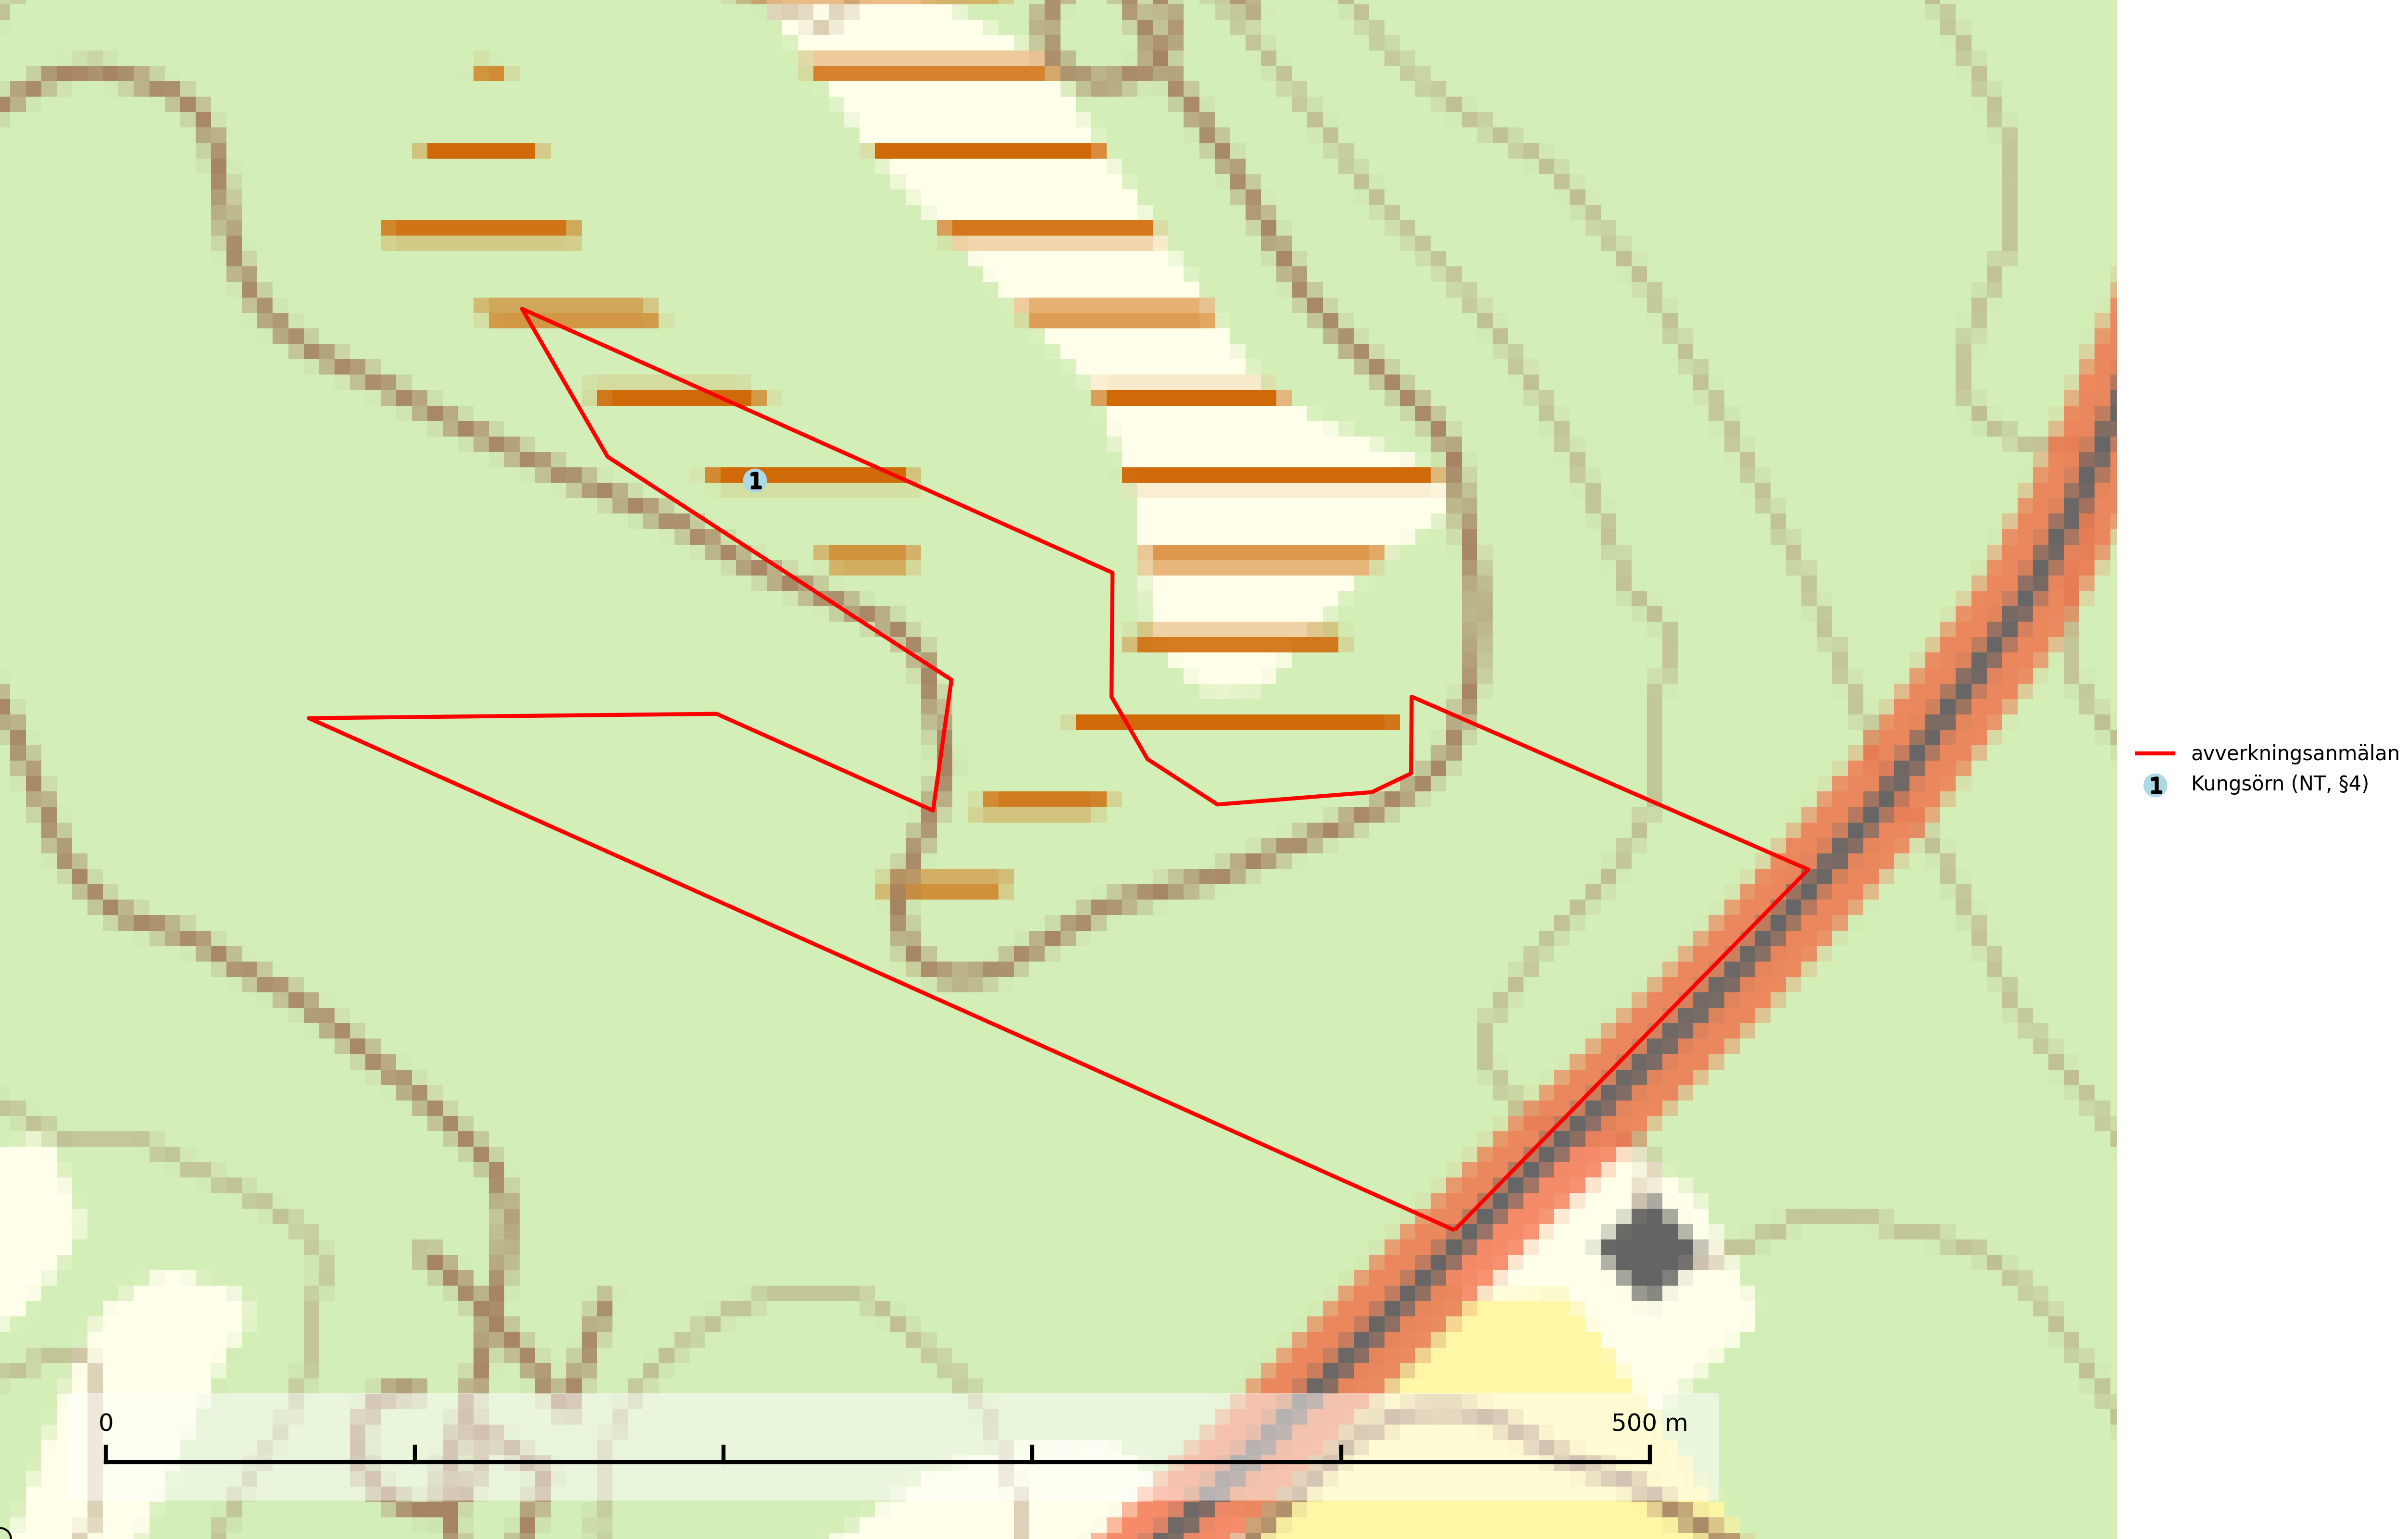 1
avverkningsanmälan
1 Kungsörn (NT, §4)
0 500 m